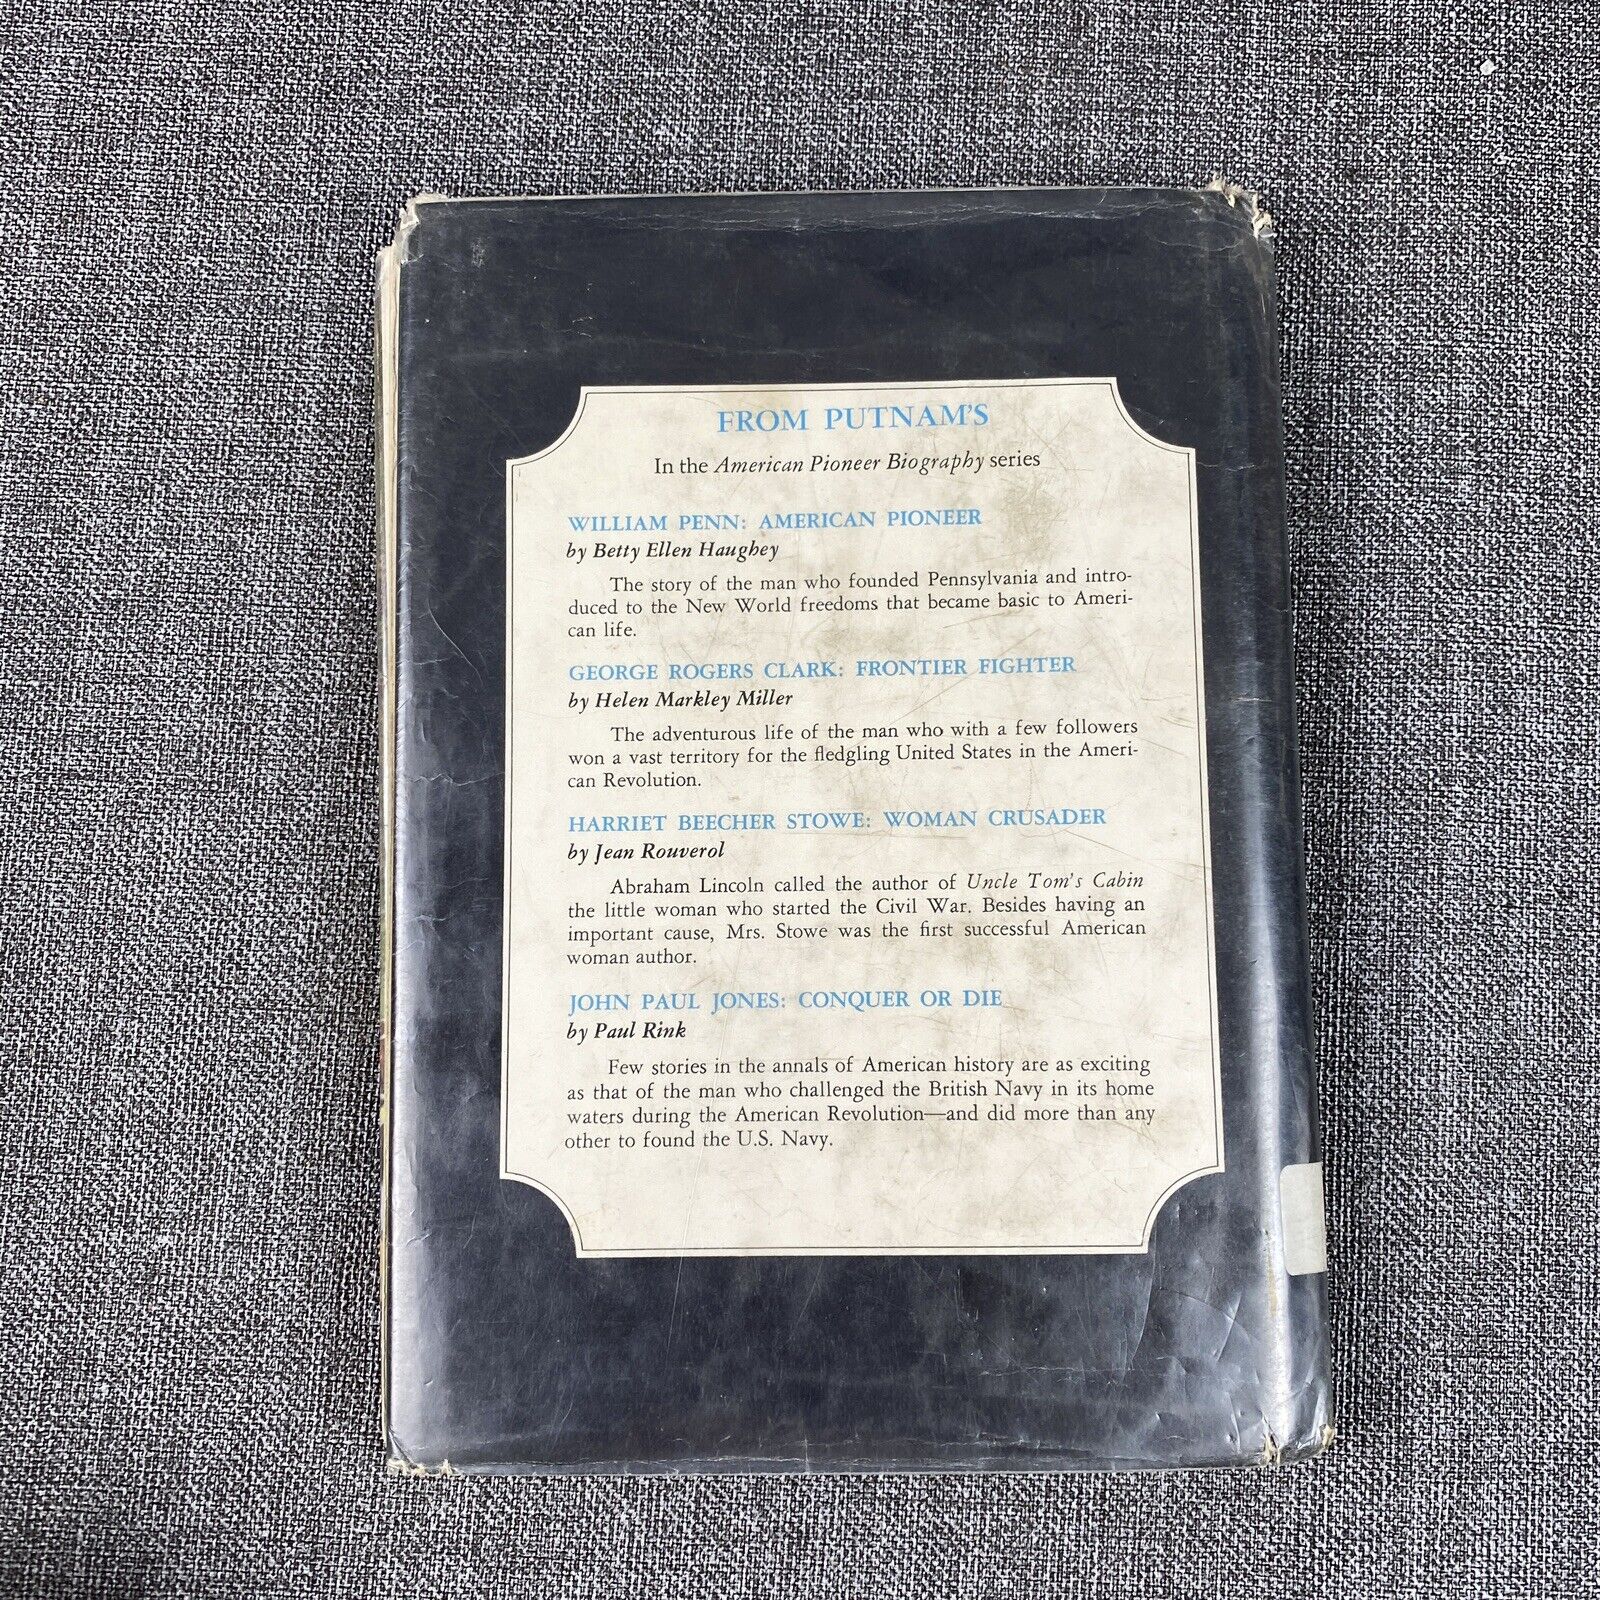 FROM PUTNAM'S
In the American Pioneer Biography series
WILLIAM PENN: AMERICAN PIONEER
by Betty Ellen Haughey
The story of the man who founded Pennsylvania and intro-
duced to the New World freedoms that became basic to Ameri-
can life.
GEORGE ROGERS CLARK: FRONTIER FIGHTER
by Helen Markley Miller
The adventurous life of the man who with a few followers
won a vast territory for the fledgling United States in the Ameri-
can Revolution.
HARRIET BEECHER STOWE: WOMAN CRUSADER
by Jean Rouverol
Abraham Lincoln called the author of Uncle Tom's Cabin
the little woman who started the Civil War. Besides having an
important cause, Mrs. Stowe was the first successful American
woman author.
JOHN PAUL JONES: CONQUER OR DIE
by Paul Rink
Few stories in the annals of American history are as exciting
as that of the man who challenged the British Navy in its home
waters during the American Revolution—and did more than any
other to found the U.S. Navy.